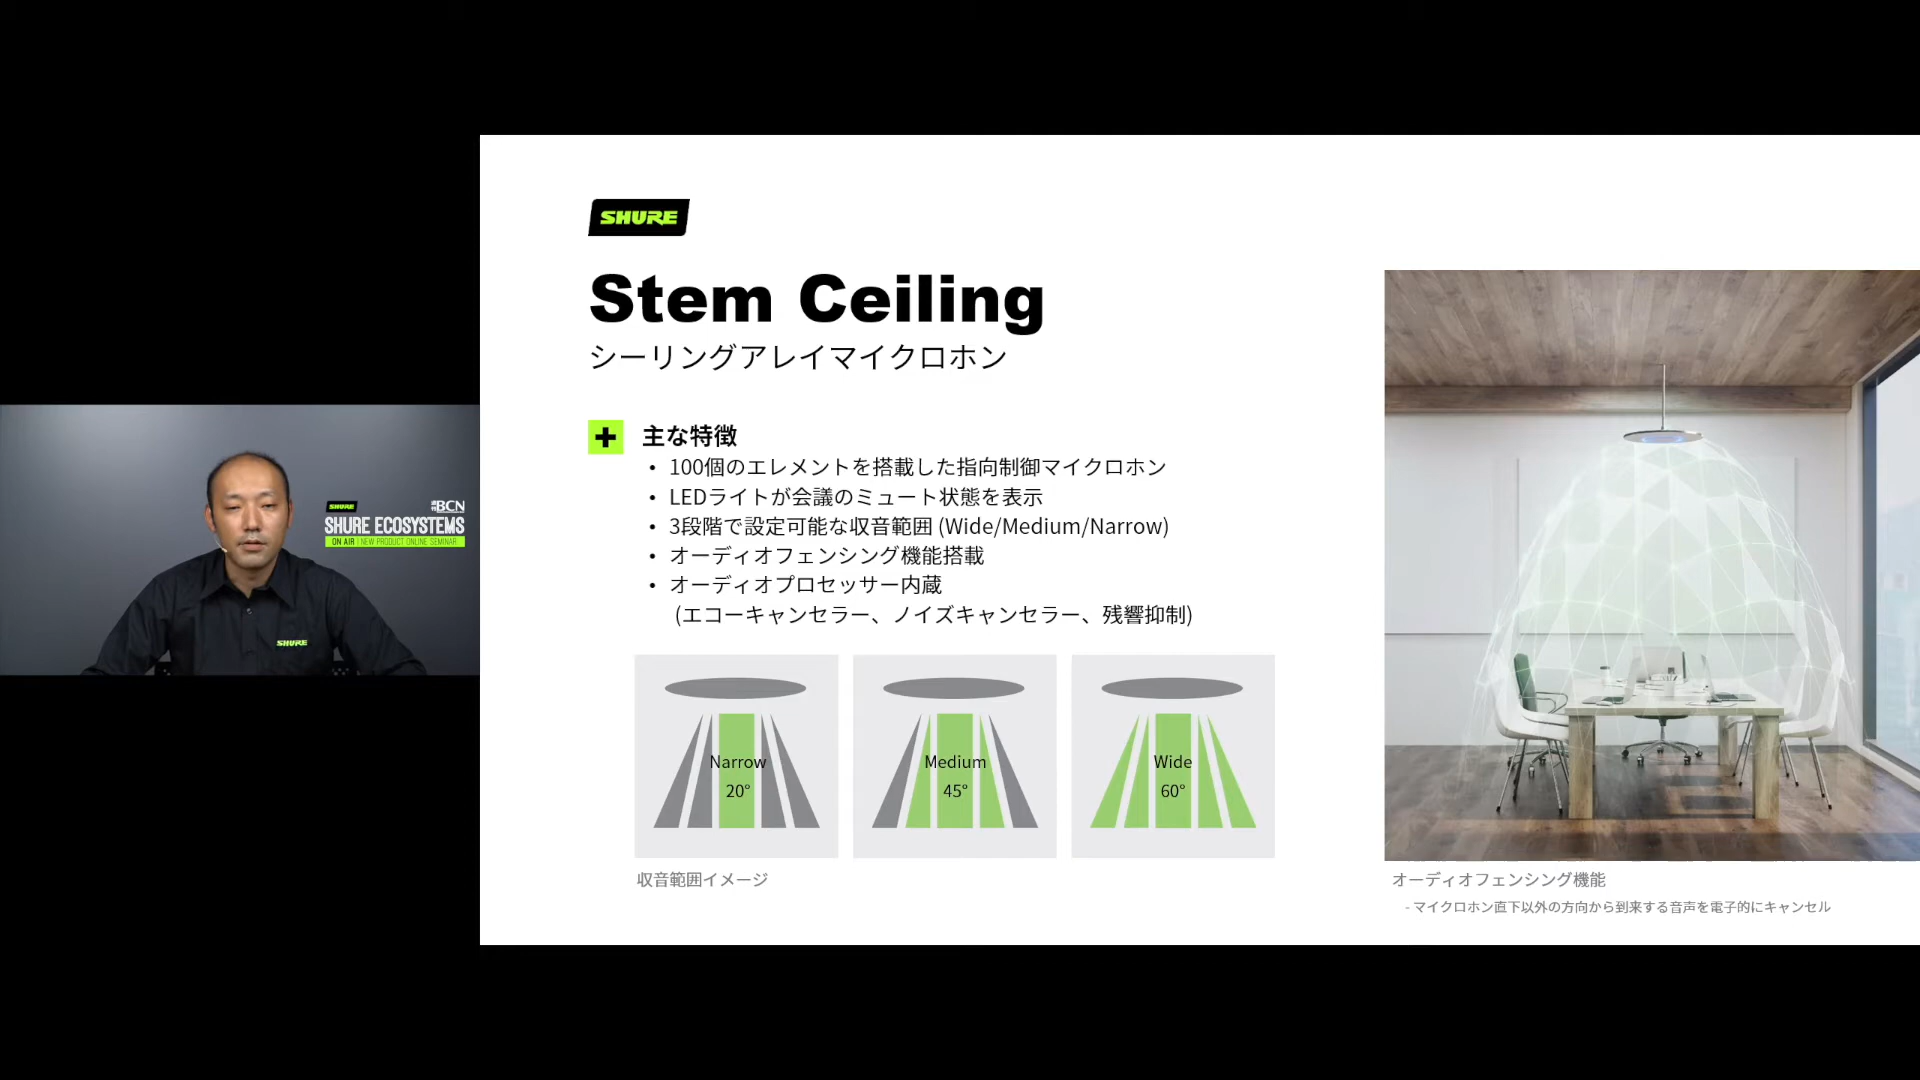 SHURE
BCN
SHURE ECOSYSTEMS
ON AIR | NEW PRODUCT ONLINE SEMINAR
SHURE
SHURE
Stem Ceiling
シーリングアレイマイクロホン
主な特徴
• 100個のエレメントを搭載した指向制御マイクロホン
• LEDライトが会議のミュート状態を表示
• 3段階で設定可能な収音範囲 (Wide/Medium/Narrow)
• オーディオフェンシング機能搭載
• オーディオプロセッサー内蔵
(エコーキャンセラー、ノイズキャンセラー、残響抑制)
Narrow
20°
Medium
45°
Wide
60°
収音範囲イメージ
オーディオフェンシング機能
- マイクロホン直下以外の方向から到来する音声を電子的にキャンセル